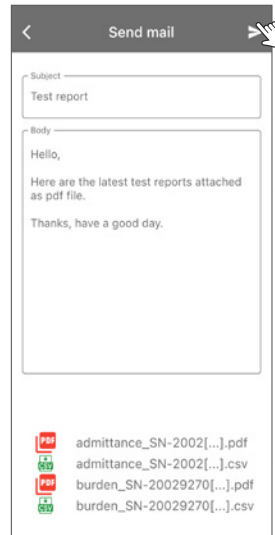 Send mail
Subject
Test report
Body
Hello,
Here are the latest test reports attached
as pdf file.
Thanks, have a good day.
PDF admittance_SN-2002[...].pdf
CSV admittance_SN-2002[...].csv
PDF burden_SN-20029270[...].pdf
CSV burden_SN-20029270[...].csv